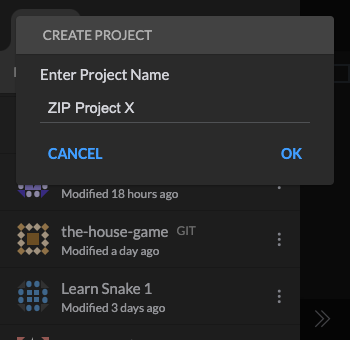 CREATE PROJECT
Enter Project Name
ZIP Project X
CANCEL
OK
Modified 18 hours ago
the-house-game GIT
Modified a day ago
Learn Snake 1
Modified 3 days ago